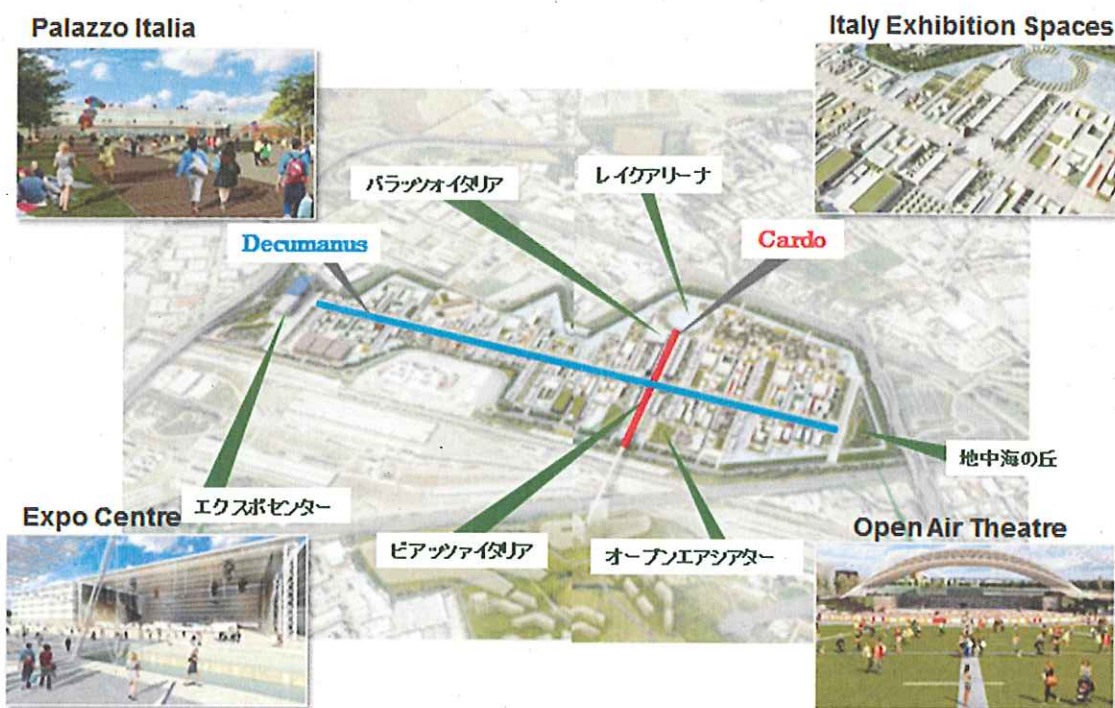 Palazzo Italia
Italy Exhibition Spaces
パラッツォイタリア
レイクアリーナ
Decumanus
Cardo
地中海の丘
エクスポセンター
Expo Centre
ピアッツァイタリア
オープンエアシアター
Open Air Theatre